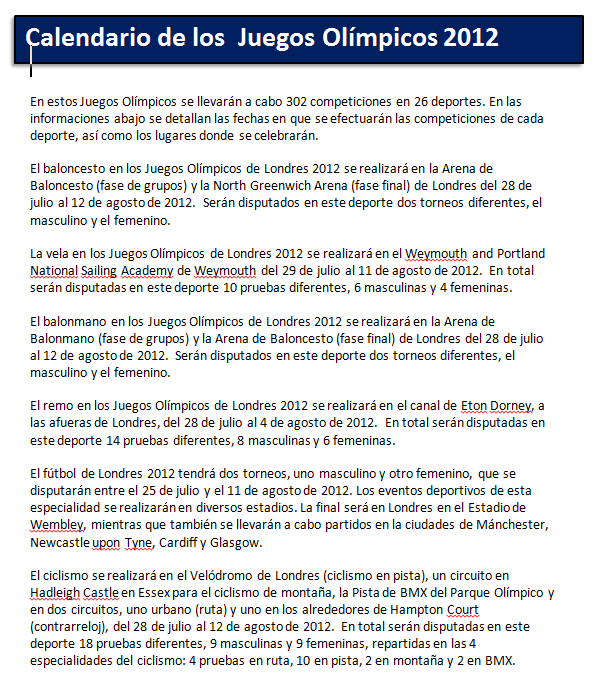 Calendario de los  Juegos Olímpicos 2012
En estos Juegos Olímpicos se llevarán a cabo 302 competiciones en 26 deportes. En las
informaciones abajo se detallan las fechas en que se efectuarán las competiciones de cada
deporte, así como los lugares donde se celebrarán.
El baloncesto en los Juegos Olímpicos de Londres 2012 se realizará en la Arena de
Baloncesto (fase de grupos) y la North Greenwich Arena (fase final) de Londres del 28 de
julio al 12 de agosto de 2012.  Serán disputados en este deporte dos torneos diferentes, el
masculino y el femenino.
La vela en los Juegos Olímpicos de Londres 2012 se realizará en el Weymouth and Portland
National Sailing Academy de Weymouth del 29 de julio al 11 de agosto de 2012.  En total
serán disputadas en este deporte 10 pruebas diferentes, 6 masculinas y 4 femeninas.
El balonmano en los Juegos Olímpicos de Londres 2012 se realizará en la Arena de
Balonmano (fase de grupos) y la Arena de Baloncesto (fase final) de Londres del 28 de julio
al 12 de agosto de 2012.  Serán disputados en este deporte dos torneos diferentes, el
masculino y el femenino.
El remo en los Juegos Olímpicos de Londres 2012 se realizará en el canal de Eton Dorney, a
las afueras de Londres, del 28 de julio al 4 de agosto de 2012.  En total serán disputadas en
este deporte 14 pruebas diferentes, 8 masculinas y 6 femeninas.
El fútbol de Londres 2012 tendrá dos torneos, uno masculino y otro femenino, que se
disputarán entre el 25 de julio y el 11 de agosto de 2012. Los eventos deportivos de esta
especialidad se realizarán en diversos estadios. La final será en Londres en el Estadio de
Wembley, mientras que también se llevarán a cabo partidos en la ciudades de Mánchester,
Newcastle upon Tyne, Cardiff y Glasgow.
El ciclismo se realizará en el Velódromo de Londres (ciclismo en pista), un circuito en
Hadleigh Castle en Essex para el ciclismo de montaña, la Pista de BMX del Parque Olímpico y
en dos circuitos, uno urbano (ruta) y uno en los alrededores de Hampton Court
(contrarreloj), del 28 de julio al 12 de agosto de 2012.  En total serán disputadas en este
deporte 18 pruebas diferentes, 9 masculinas y 9 femeninas, repartidas en las 4
especialidades del ciclismo: 4 pruebas en ruta, 10 en pista, 2 en montaña y 2 en BMX.